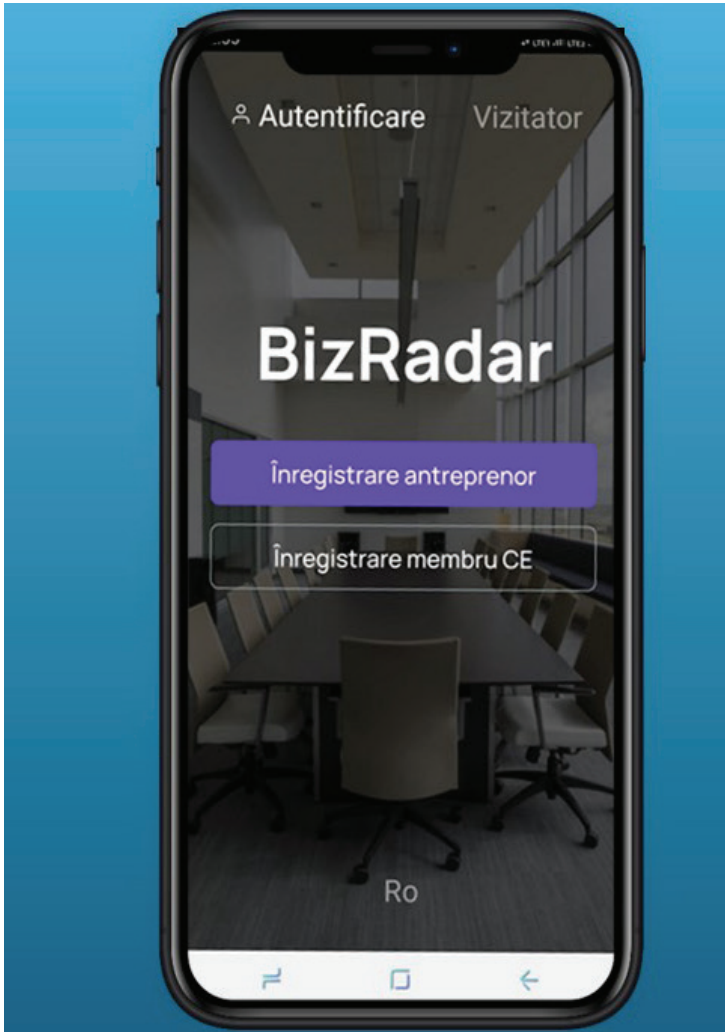 Autentificare Vizitator
BizRadar
Înregistrare antreprenor
Înregistrare membru CE
Ro